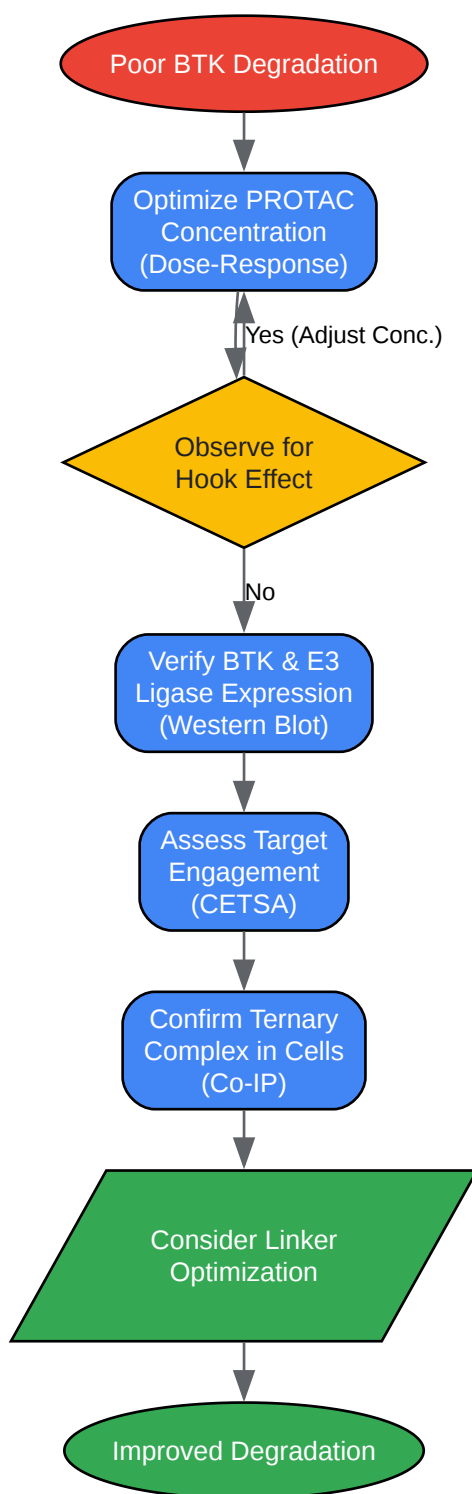 Poor BTK Degradation
Optimize PROTAC
Concentration
(Dose-Response)
Yes (Adjust Conc.)
Observe for
Hook Effect
No
Verify BTK & E3
Ligase Expression
(Western Blot)
Assess Target
Engagement
(CETSA)
Confirm Ternary
Complex in Cells
(Co-IP)
Consider Linker
Optimization
Improved Degradation